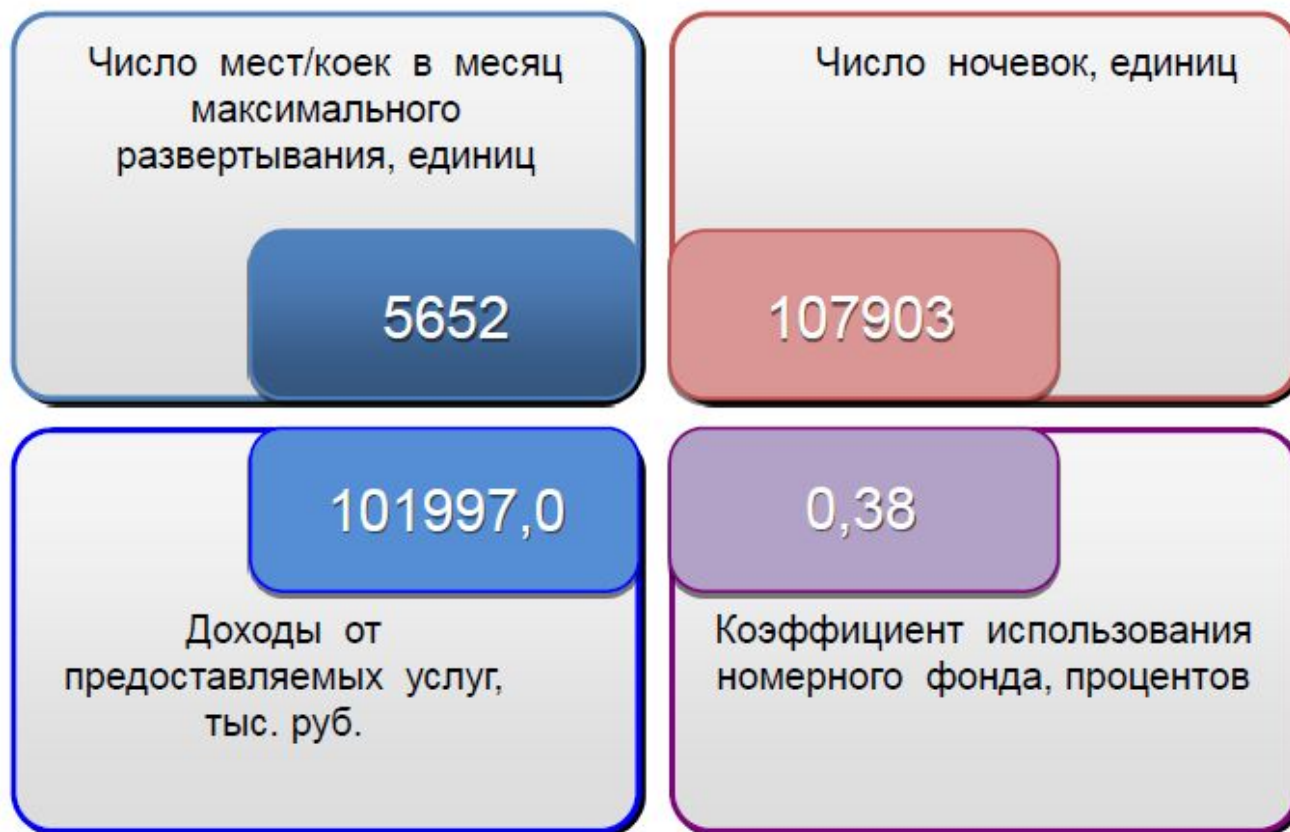 Число мест/коек в месяц
максимального
развертывания, единиц
5652
Число ночевок, единиц
107903
101997,0
Доходы от
предоставляемых услуг,
тыс. руб.
0,38
Коэффициент использования
номерного фонда, процентов